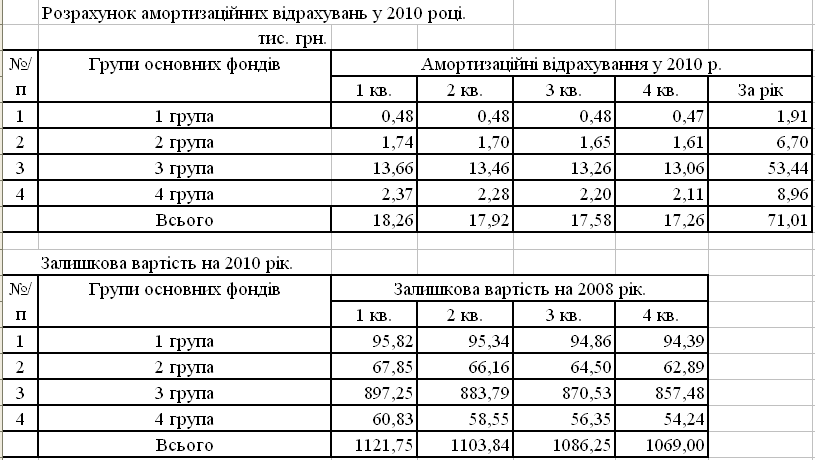 Розрахунок амортизаційних відрахувань у 2010 році.
тис. грн.
№/п Групи основних фондів Амортизаційні відрахування у 2010 р.
1 кв. 2 кв. 3 кв. 4 кв. За рік
1 1 група 0,48 0,48 0,48 0,47 1,91
2 2 група 1,74 1,70 1,65 1,61 6,70
3 3 група 13,66 13,46 13,26 13,06 53,44
4 4 група 2,37 2,28 2,20 2,11 8,96
Всього 18,26 17,92 17,58 17,26 71,01
Залишкова вартість на 2010 рік.
№/п Групи основних фондів Залишкова вартість на 2008 рік.
1 кв. 2 кв. 3 кв. 4 кв.
1 1 група 95,82 95,34 94,86 94,39
2 2 група 67,85 66,16 64,50 62,89
3 3 група 897,25 883,79 870,53 857,48
4 4 група 60,83 58,55 56,35 54,24
Всього 1121,75 1103,84 1086,25 1069,00